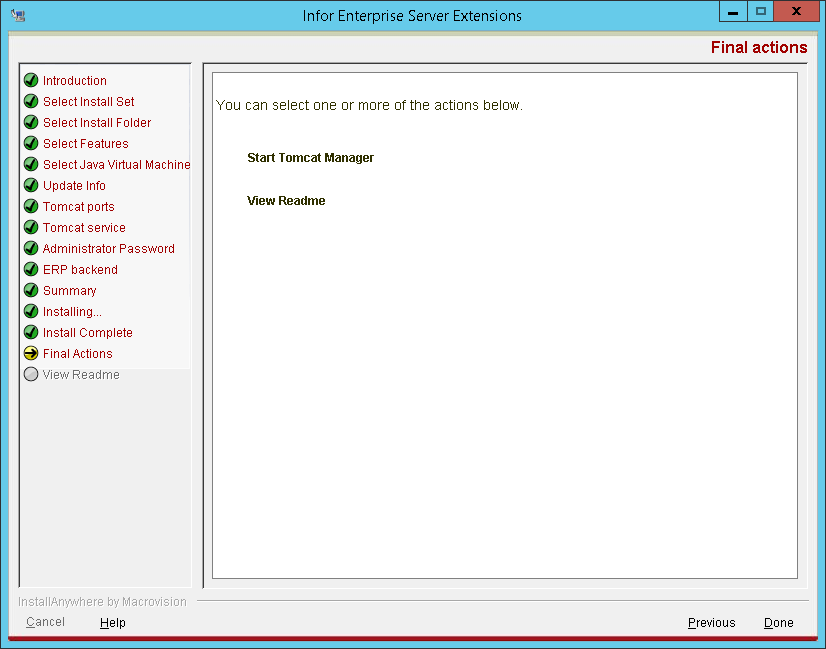 Infor Enterprise Server Extensions
Final actions
Introduction
Select Install Set
Select Install Folder
Select Features
Select Java Virtual Machine
Update Info
Tomcat ports
Tomcat service
Administrator Password
ERP backend
Summary
Installing...
Install Complete
Final Actions
View Readme
You can select one or more of the actions below.
Start Tomcat Manager
View Readme
InstallAnywhere by Macrovision
Cancel
Help
Previous
Done